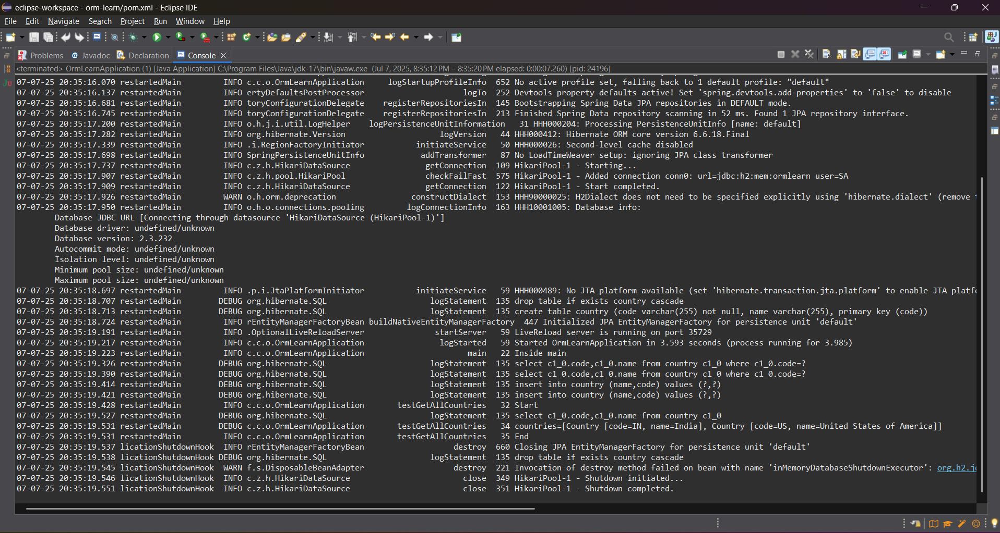 eclipse-workspace - orm-learn/pom.xml - Eclipse IDE
File Edit Navigate Search Project Run Window Help
Problems Javadoc Declaration Console
<terminated> OrmLearnApplication (1) [Java Application] C:\Program Files\Java\jdk-17\bin\javaw.exe (Jul 7, 2025, 8:35:12 PM – 8:35:20 PM elapsed: 0:00:07.260) [pid: 24196]
07-07-25 20:35:16.070 restartedMain INFO c.c.o.OrmLearnApplication logStartupProfileInfo 652 No active profile set, falling back to 1 default profile: "default"
07-07-25 20:35:16.137 restartedMain INFO ertyDefaultsPostProcessor logTo 252 Devtools property defaults active! Set 'spring.devtools.add-properties' to 'false' to disable
07-07-25 20:35:16.681 restartedMain INFO toryConfigurationDelegate registerRepositoriesIn 145 Bootstrapping Spring Data JPA repositories in DEFAULT mode.
07-07-25 20:35:16.745 restartedMain INFO toryConfigurationDelegate registerRepositoriesIn 213 Finished Spring Data repository scanning in 52 ms. Found 1 JPA repository interface.
07-07-25 20:35:17.200 restartedMain INFO o.h.j.i.util.LogHelper logPersistenceUnitInformation 31 HHH000204: Processing PersistenceUnitInfo [name: default]
07-07-25 20:35:17.282 restartedMain INFO org.hibernate.Version logVersion 44 HHH000412: Hibernate ORM core version 6.6.18.Final
07-07-25 20:35:17.339 restartedMain INFO .i.RegionFactoryInitiator initiateService 50 HHH000026: Second-level cache disabled
07-07-25 20:35:17.698 restartedMain INFO SpringPersistenceUnitInfo addTransformer 87 No LoadTimeWeaver setup: ignoring JPA class transformer
07-07-25 20:35:17.737 restartedMain INFO c.z.h.HikariDataSource getConnection 109 HikariPool-1 - Starting...
07-07-25 20:35:17.907 restartedMain INFO c.z.h.pool.HikariPool checkFailFast 575 HikariPool-1 - Added connection conn0: url=jdbc:h2:mem:ormlearn user=SA
07-07-25 20:35:17.909 restartedMain INFO c.z.h.HikariDataSource getConnection 122 HikariPool-1 - Start completed.
07-07-25 20:35:17.926 restartedMain WARN o.h.orm.deprecation constructDialect 153 HHH90000025: H2Dialect does not need to be specified explicitly using 'hibernate.dialect' (remove
07-07-25 20:35:17.950 restartedMain INFO o.h.o.connections.pooling logConnectionInfo 163 HHH10001005: Database info:
Database JDBC URL [Connecting through datasource 'HikariDataSource (HikariPool-1)']
Database driver: undefined/unknown
Database version: 2.3.232
Autocommit mode: undefined/unknown
Isolation level: undefined/unknown
Minimum pool size: undefined/unknown
Maximum pool size: undefined/unknown
07-07-25 20:35:18.697 restartedMain INFO .p.i.JtaPlatformInitiator initiateService 59 HHH000489: No JTA platform available (set 'hibernate.transaction.jta.platform' to enable JTA platf
07-07-25 20:35:18.707 restartedMain DEBUG org.hibernate.SQL logStatement 135 drop table if exists country cascade
07-07-25 20:35:18.713 restartedMain DEBUG org.hibernate.SQL logStatement 135 create table country (code varchar(255) not null, name varchar(255), primary key (code))
07-07-25 20:35:18.724 restartedMain INFO rEntityManagerFactoryBean buildNativeEntityManagerFactory 447 Initialized JPA EntityManagerFactory for persistence unit 'default'
07-07-25 20:35:19.191 restartedMain INFO .OptionalLiveReloadServer startServer 59 LiveReload server is running on port 35729
07-07-25 20:35:19.217 restartedMain INFO c.c.o.OrmLearnApplication logStarted 59 Started OrmLearnApplication in 3.593 seconds (process running for 3.985)
07-07-25 20:35:19.223 restartedMain INFO c.c.o.OrmLearnApplication main 22 Inside main
07-07-25 20:35:19.326 restartedMain DEBUG org.hibernate.SQL logStatement 135 select c1_0.code,c1_0.name from country c1_0 where c1_0.code=?
07-07-25 20:35:19.390 restartedMain DEBUG org.hibernate.SQL logStatement 135 select c1_0.code,c1_0.name from country c1_0 where c1_0.code=?
07-07-25 20:35:19.414 restartedMain DEBUG org.hibernate.SQL logStatement 135 insert into country (name,code) values (?,?)
07-07-25 20:35:19.421 restartedMain DEBUG org.hibernate.SQL logStatement 135 insert into country (name,code) values (?,?)
07-07-25 20:35:19.428 restartedMain INFO c.c.o.OrmLearnApplication testGetAllCountries 32 Start
07-07-25 20:35:19.527 restartedMain DEBUG org.hibernate.SQL logStatement 135 select c1_0.code,c1_0.name from country c1_0
07-07-25 20:35:19.531 restartedMain DEBUG c.c.o.OrmLearnApplication testGetAllCountries 34 countries=[Country [code=IN, name=India], Country [code=US, name=United States of America]]
07-07-25 20:35:19.531 restartedMain INFO c.c.o.OrmLearnApplication testGetAllCountries 35 End
07-07-25 20:35:19.537 licationShutdownHook INFO rEntityManagerFactoryBean destroy 660 Closing JPA EntityManagerFactory for persistence unit 'default'
07-07-25 20:35:19.538 licationShutdownHook DEBUG org.hibernate.SQL logStatement 135 drop table if exists country cascade
07-07-25 20:35:19.545 licationShutdownHook WARN f.s.DisposableBeanAdapter destroy 221 Invocation of destroy method failed on bean with name 'inMemoryDatabaseShutdownExecutor': org.h2.j
07-07-25 20:35:19.546 licationShutdownHook INFO c.z.h.HikariDataSource close 349 HikariPool-1 - Shutdown initiated...
07-07-25 20:35:19.551 licationShutdownHook INFO c.z.h.HikariDataSource close 351 HikariPool-1 - Shutdown completed.